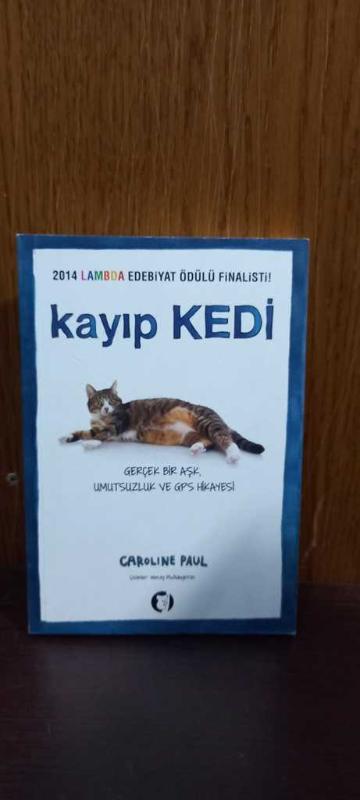 2014 LAMBDA EDEBİYAT ÖDÜLÜ FİNALİSTİ!
kayıp KEDİ
GERÇEK BİR AŞK,
UMUTSUZLUK VE GPS HİKAYESİ
CAROLINE PAUL